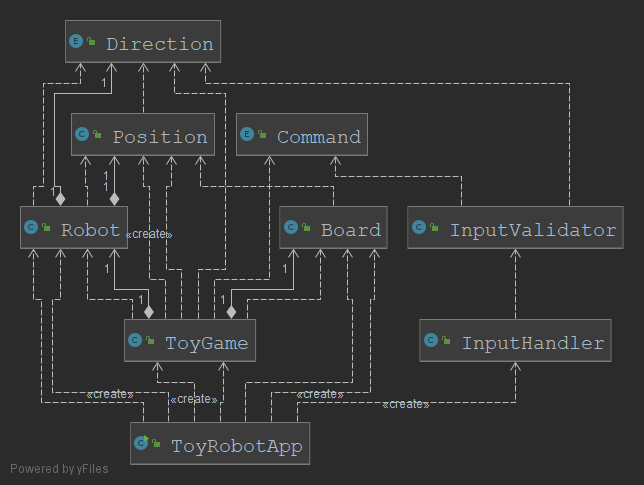 E Direction
1
C Position
E Command
1
1
1
C Robot
«create»
C Board
C InputValidator
1
1
1
1
C ToyGame
C InputHandler
«create»
«create»
«create»
C ToyRobotApp
Powered by yFiles